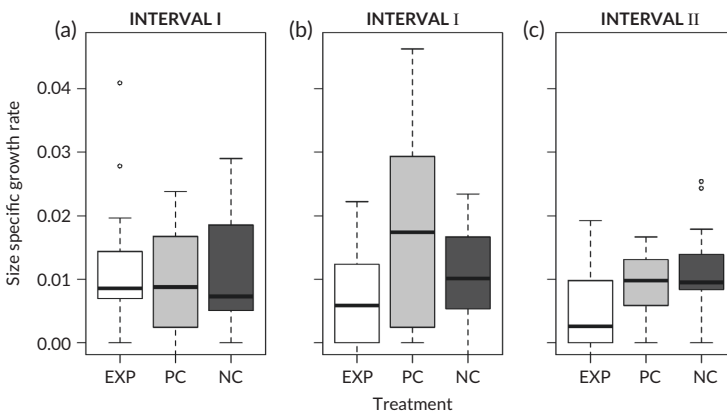 (a) INTERVAL I
(b) INTERVAL I
(c) INTERVAL II
Size specific growth rate
0.04
0.03
0.02
0.01
0.00
EXP PC NC
EXP PC NC
EXP PC NC
Treatment